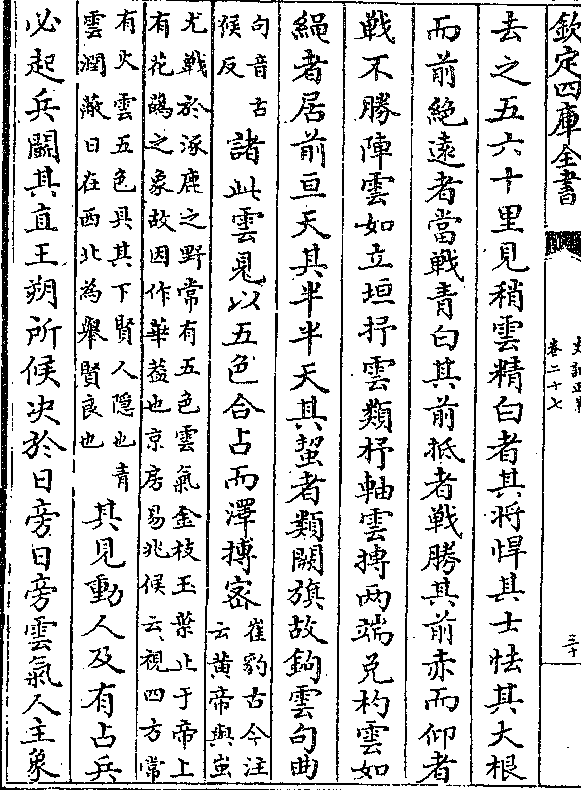 欽定四庫全書
史記正義
卷二十七
三十
去之五六十里見稍雲精白者其將悍其士怯其大根
而前絶遠者當戰青白其前抵者戰勝其前赤而仰者
戰不勝陣雲如立垣抒雲類抒軸雲摶两端兑杓雲如
繩者居前亘天其半半天其蛪者類闕旗故鉤雲句曲
句音古
候反
諸此雲見以五色合占而澤摶宻
崔豹古今注
云黄帝與蚩
尤戰於涿鹿之野常有五色雲氣金枝玉葉止于帝上
有花蘤之象故因作華葢也京房易兆候云視四方常
有大雲五色具其下賢人隠也青
雲潤蔽日在西北為舉賢良也
其見動人及有占兵
必起兵鬭其直王朔所候决於日旁日旁雲氣人主象